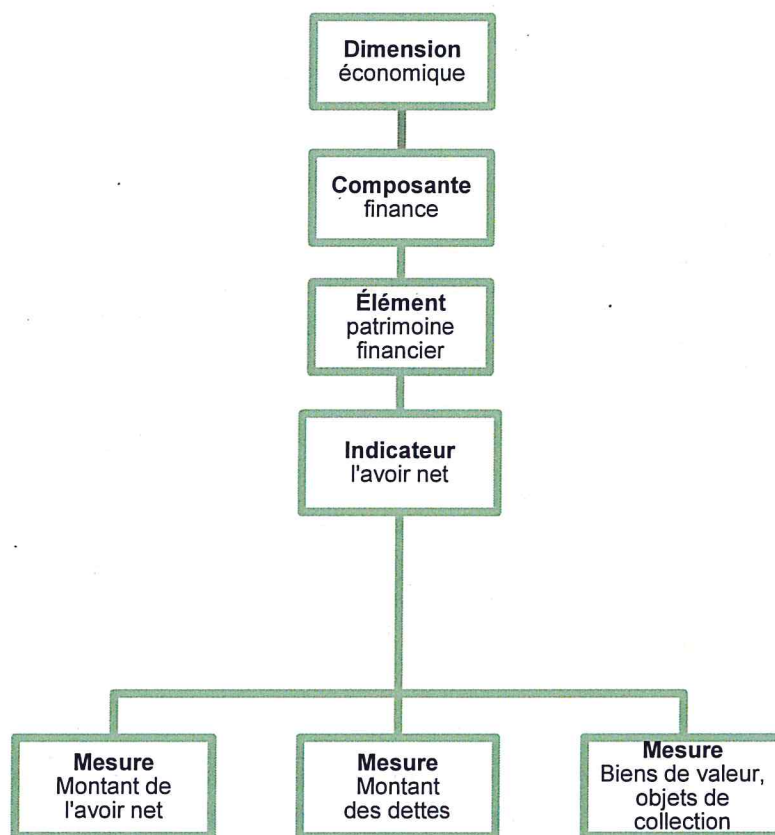 Dimension
économique
Composante
finance
Élément
patrimoine
financier
Indicateur
l'avoir net
Mesure
Montant de
l'avoir net
Mesure
Montant
des dettes
Mesure
Biens de valeur,
objets de
collection